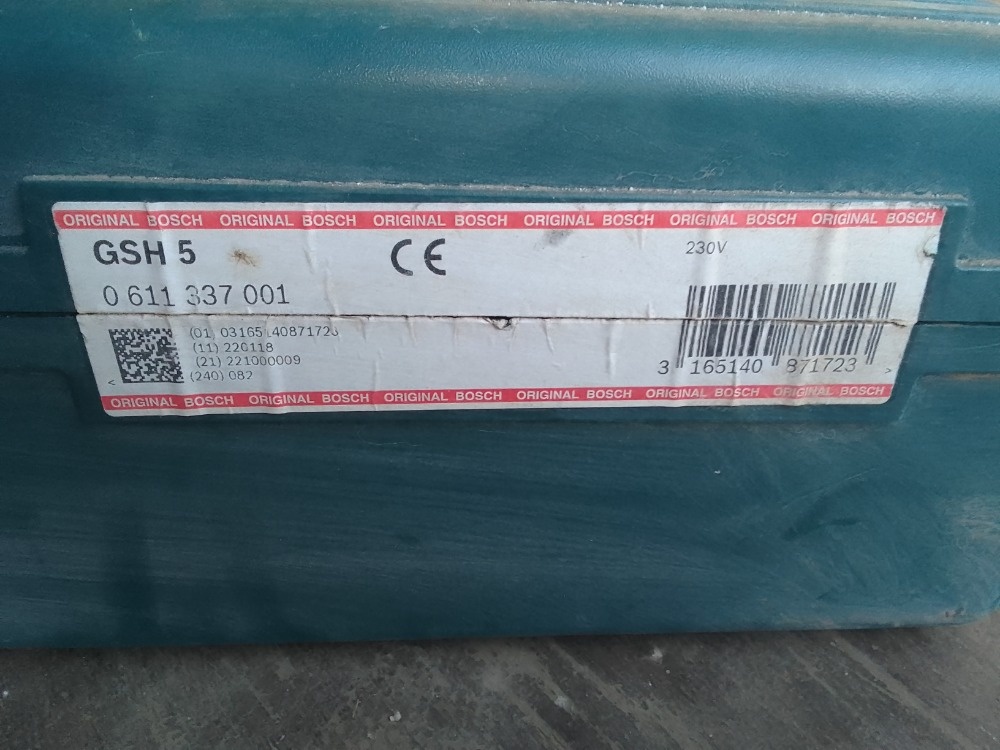 ORIGINAL BOSCH ORIGINAL BOSCH ORIGINAL BOSCH ORIGINAL BOSCH ORIGINAL BOSCH ORIGINAL BOSCH
GSH 5 CE 230V
0 611 337 001
(01) 03165140871723
(11) 220118
(21) 221000009
(240) 082
< 3 165140 871723 >
ORIGINAL BOSCH ORIGINAL BOSCH ORIGINAL BOSCH ORIGINAL BOSCH ORIGINAL BOSCH ORIGINAL BOSCH